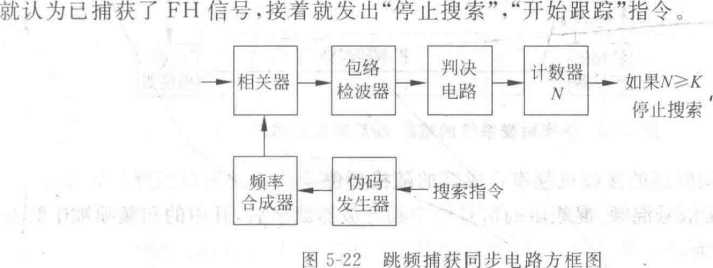 就认为已捕获了 FH 信号,接着就发出“停止搜索”,“开始跟踪”指令。
相关器
包络
检波器
判决
电路
计数器
N
如果N≥K
停止搜索
频率
合成器
伪码
发生器
搜索指令
图 5-22 跳频捕获同步电路方框图